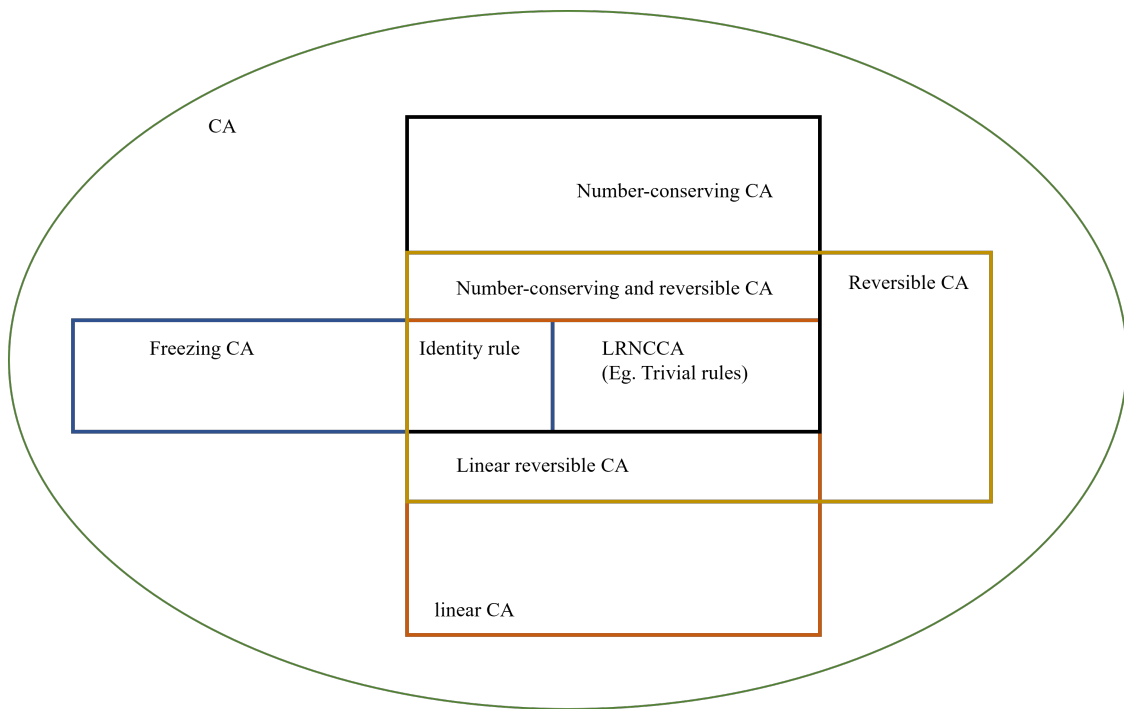 CA
Number-conserving CA
Number-conserving and reversible CA
Reversible CA
Freezing CA
Identity rule
LRNCCA
(Eg. Trivial rules)
Linear reversible CA
linear CA